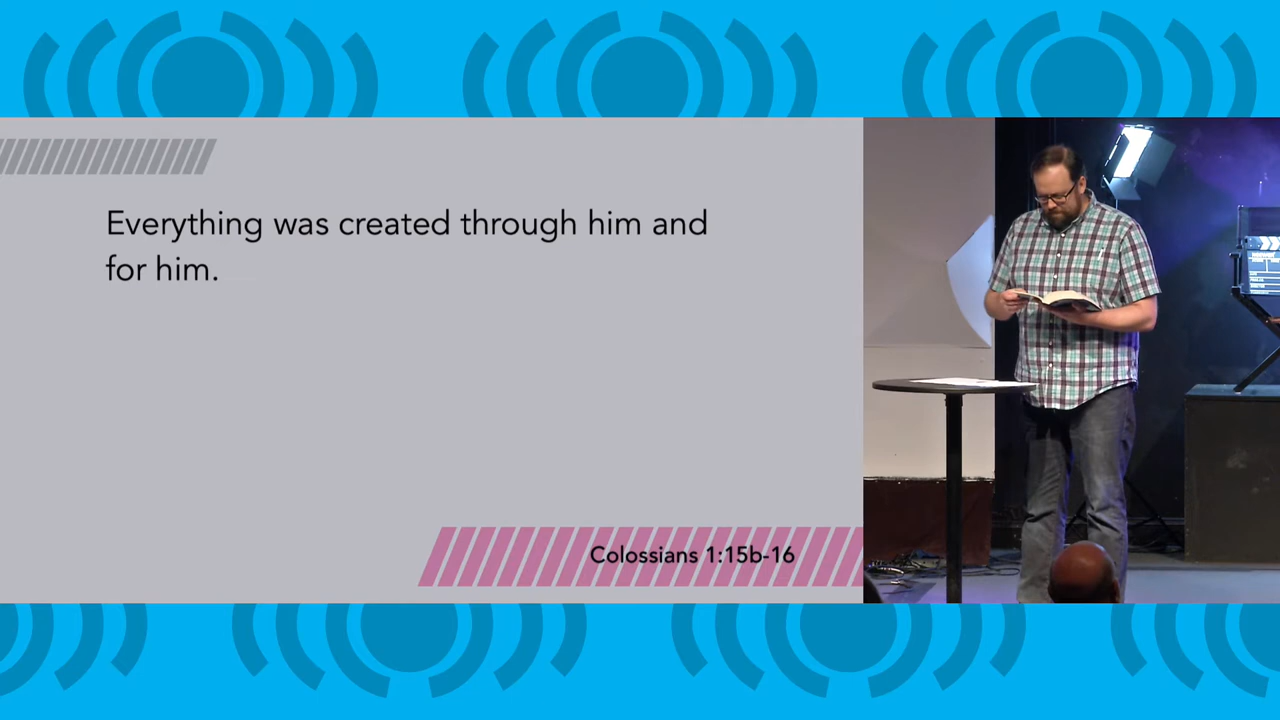 Everything was created through him and
for him.
Colossians 1:15b-16